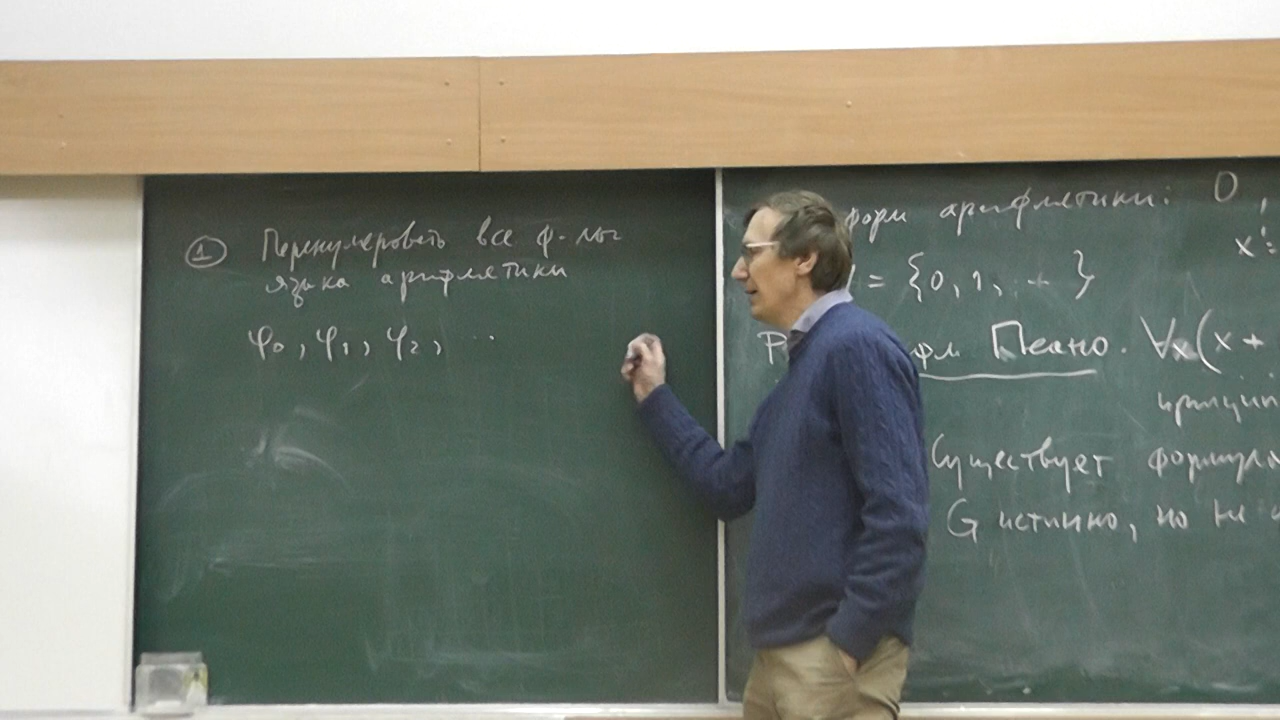 ① Перенумеровать все ф-лы
языка арифметики
φ₀, φ₁, φ₂, ...
форм арифметики: 0,
x'=
= {0, 1, ... }
Пеано. ∀x(x +
принцип
Существует формула
G истинно, но не